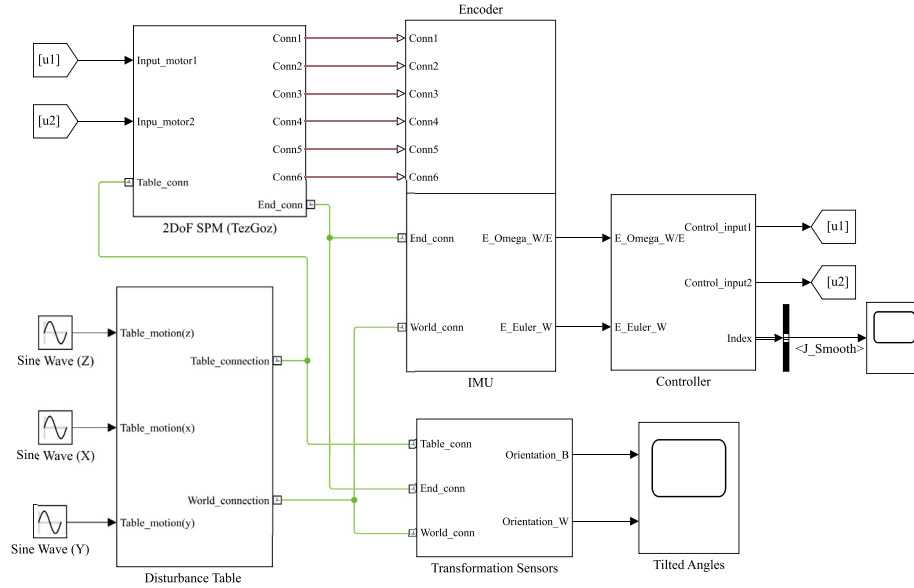 Encoder
[u1]
Input_motor1
Conn1
Conn1
Conn2
Conn2
Conn3
Conn3
[u2]
Inpu_motor2
Conn4
Conn4
Conn5
Conn5
Table_conn
Conn6
Conn6
End_conn
2DoF SPM (TezGoz)
End_conn
E_Omega_W/E
E_Omega_W/E
Control_input1
[u1]
Control_input2
[u2]
World_conn
E_Euler_W
E_Euler_W
Index
<J_Smooth>
IMU
Controller
Table_motion(z)
Sine Wave (Z)
Table_connection
Table_motion(x)
Sine Wave (X)
World_connection
Table_motion(y)
Sine Wave (Y)
Disturbance Table
Table_conn
Orientation_B
End_conn
Orientation_W
World_conn
Transformation Sensors
Tilted Angles